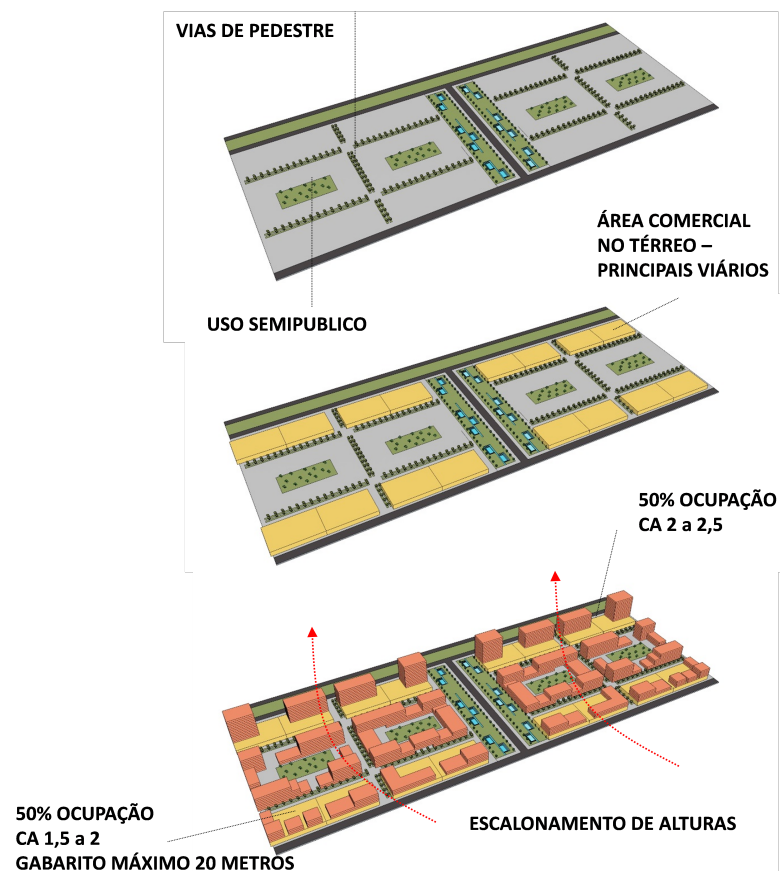 VIAS DE PEDESTRE
ÁREA COMERCIAL
NO TÉRREO –
PRINCIPAIS VIÁRIOS
USO SEMIPUBLICO
50% OCUPAÇÃO
CA 2 a 2,5
50% OCUPAÇÃO
CA 1,5 a 2
GABARITO MÁXIMO 20 METROS
ESCALONAMENTO DE ALTURAS